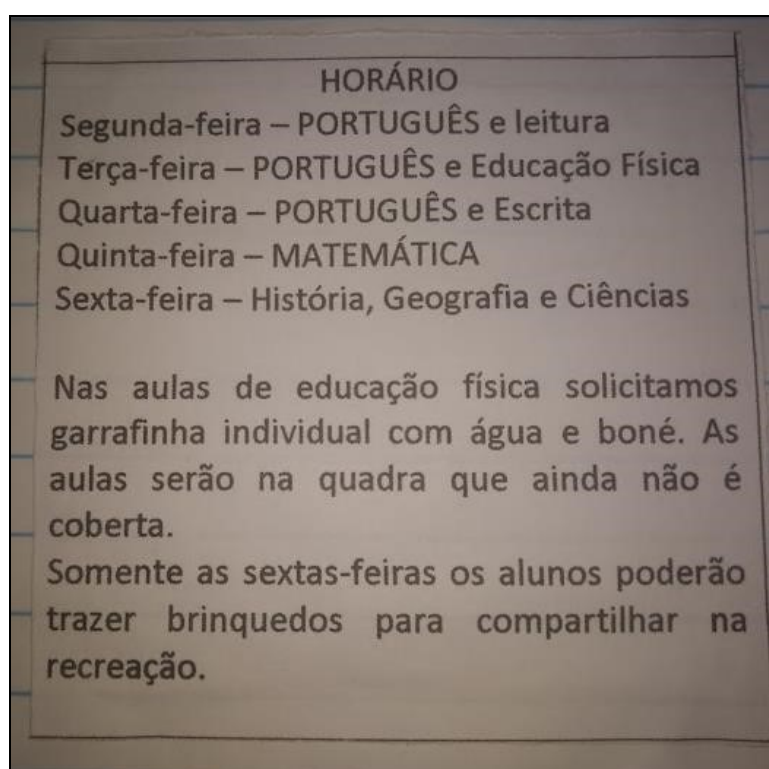 HORÁRIO
Segunda-feira – PORTUGUÊS e leitura
Terça-feira – PORTUGUÊS e Educação Física
Quarta-feira – PORTUGUÊS e Escrita
Quinta-feira – MATEMÁTICA
Sexta-feira – História, Geografia e Ciências
Nas aulas de educação física solicitamos
garrafinha individual com água e boné. As
aulas serão na quadra que ainda não é
coberta.
Somente as sextas-feiras os alunos poderão
trazer brinquedos para compartilhar na
recreação.